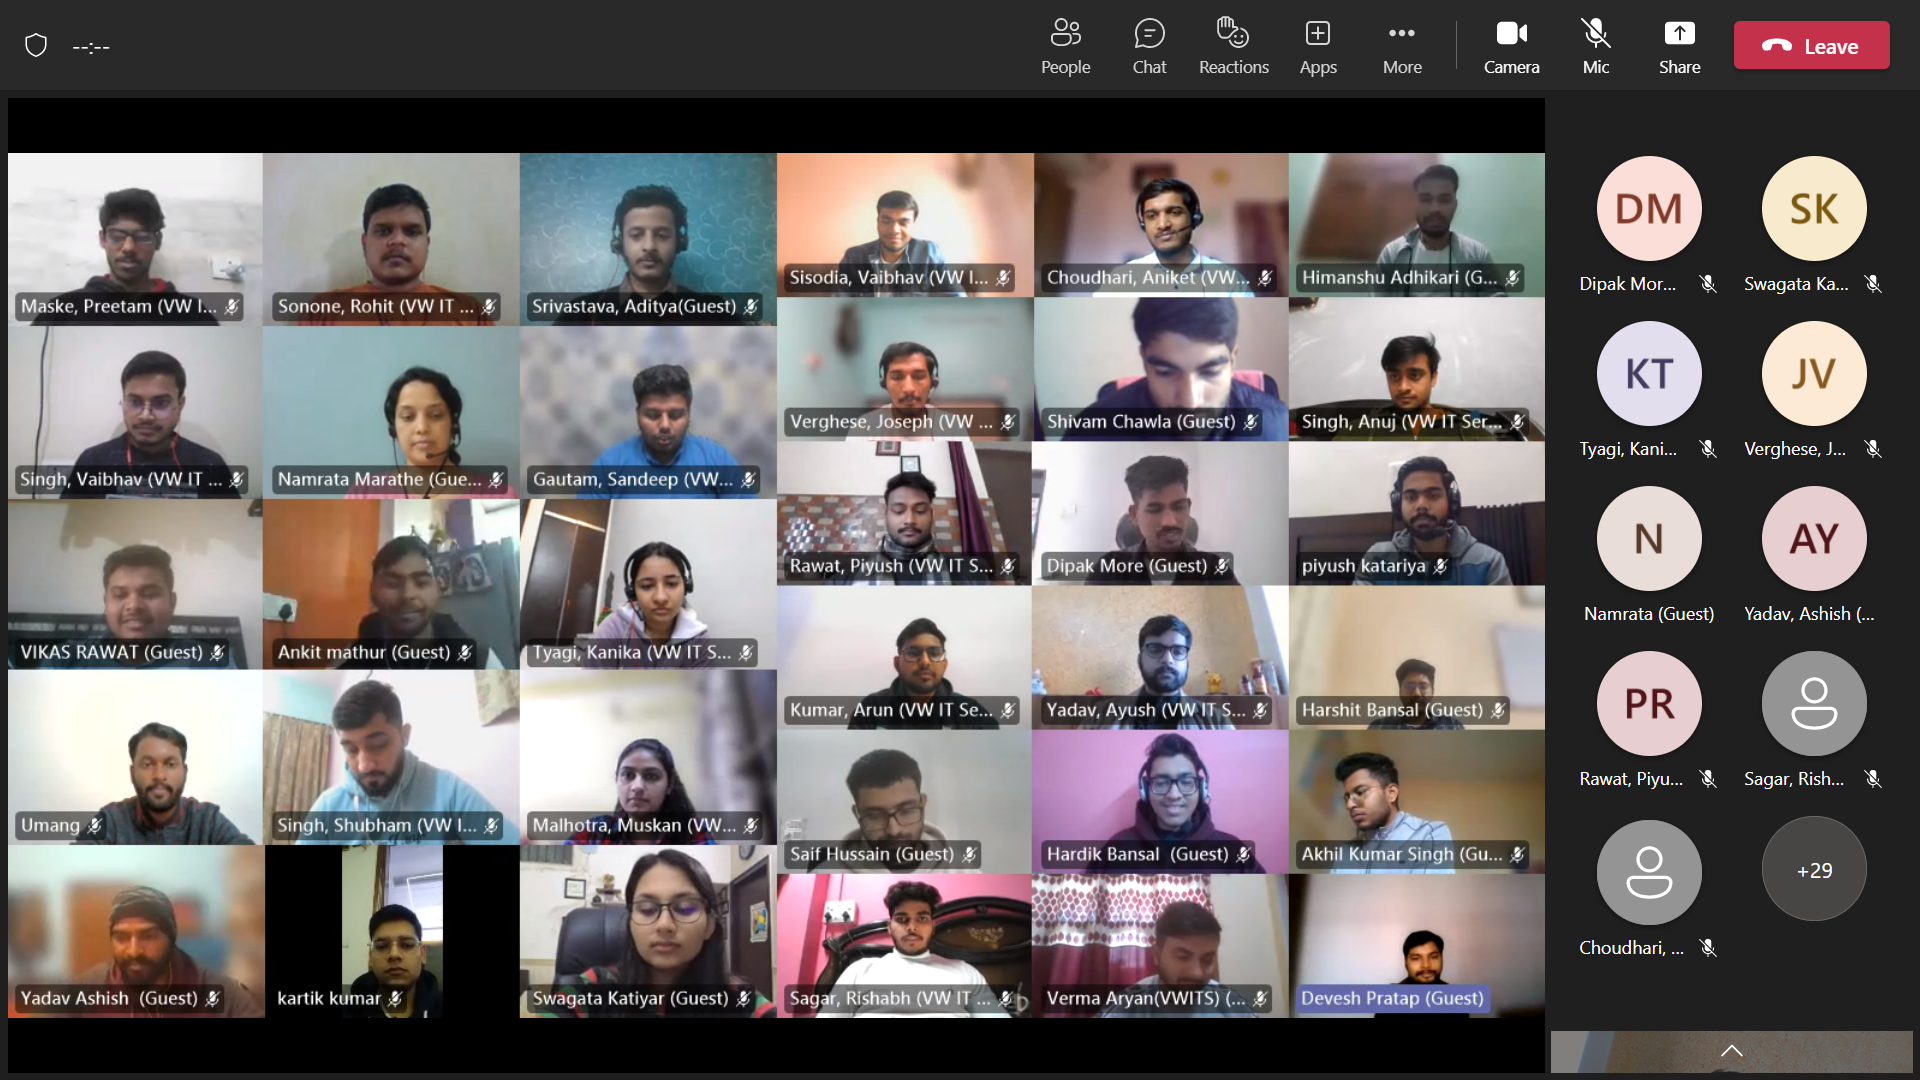 --:--
People
Chat
Reactions
Apps
More
Camera
Mic
Share
Leave
Maske, Preetam (VW I...
Sonone, Rohit (VW IT ...
Srivastava, Aditya(Guest)
Sisodia, Vaibhav (VW I...
Choudhari, Aniket (VW...
Himanshu Adhikari (G...
Singh, Vaibhav (VW IT ...
Namrata Marathe (Gue...
Gautam, Sandeep (VW...
Verghese, Joseph (VW ...
Shivam Chawla (Guest)
Singh, Anuj (VW IT Ser...
Rawat, Piyush (VW IT S...
Dipak More (Guest)
piyush katariya
VIKAS RAWAT (Guest)
Ankit mathur (Guest)
Tyagi, Kanika (VW IT S...
Kumar, Arun (VW IT Se...
Yadav, Ayush (VW IT S...
Harshit Bansal (Guest)
Umang
Singh, Shubham (VW I...
Malhotra, Muskan (VW...
Saif Hussain (Guest)
Hardik Bansal (Guest)
Akhil Kumar Singh (Gu...
Yadav Ashish (Guest)
kartik kumar
Swagata Katiyar (Guest)
Sagar, Rishabh (VW IT ...
Verma Aryan(VWITS) (...
Devesh Pratap (Guest)
DM
SK
Dipak Mor...
Swagata Ka...
KT
JV
Tyagi, Kani...
Verghese, J...
N
AY
Namrata (Guest)
Yadav, Ashish (...
PR
Rawat, Piyu...
Sagar, Rish...
+29
Choudhari, ...